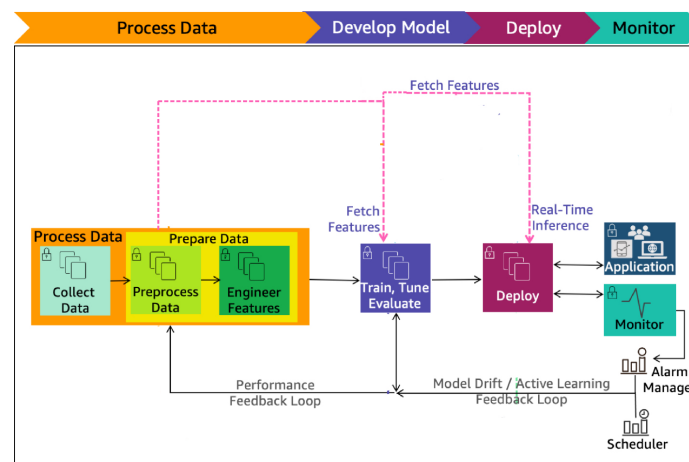 Process Data
Develop Model
Deploy
Monitor
Fetch Features
Fetch
Features
Real-Time
Inference
Process Data
Prepare Data
Collect
Data
Preprocess
Data
Engineer
Features
Train, Tune
Evaluate
Deploy
Application
Monitor
Alarm
Manage
Performance
Feedback Loop
Model Drift / Active Learning
Feedback Loop
Scheduler